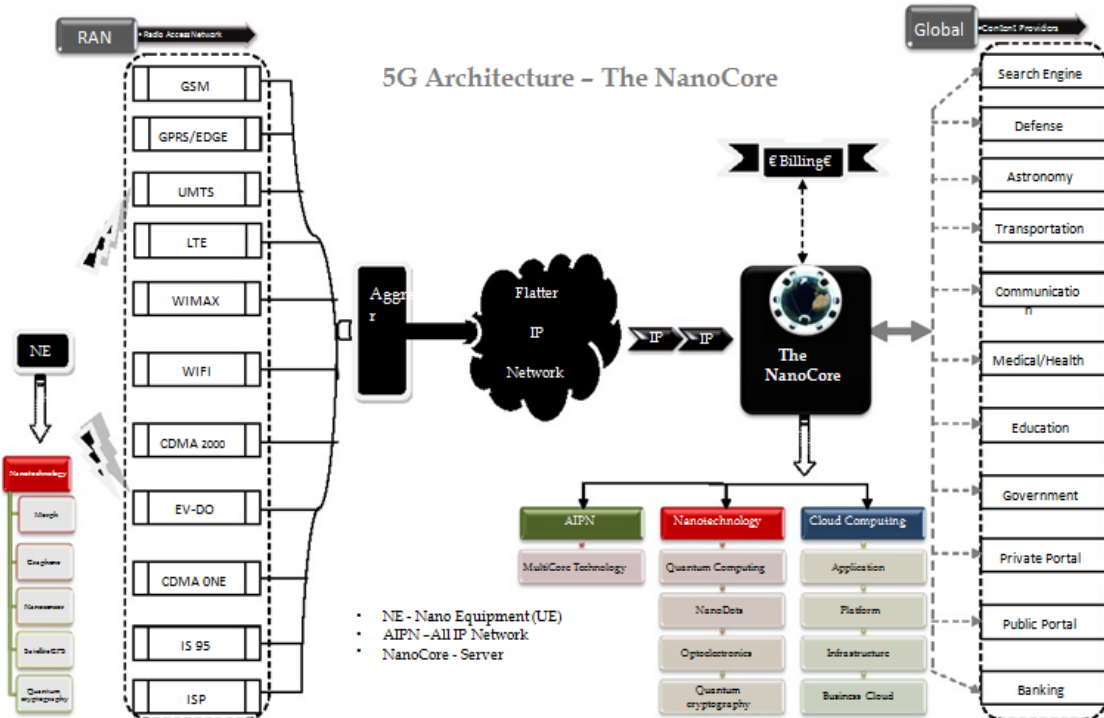 RAN
• Radio Access Network
Global
•Content Providers
5G Architecture – The NanoCore
GSM
GPRS/EDGE
UMTS
LTE
WIMAX
WIFI
CDMA 2000
EV-DO
CDMA ONE
IS 95
ISP
NE
Nanotechnology
Morph
Graphene
Nanosensor
Quantum
cryptography
Aggr
r
Flatter
IP
Network
IP
IP
€ Billing€
The
NanoCore
AIPN
MultiCore Technology
Nanotechnology
Quantum Computing
NanoDots
Optoelectronics
Quantum
cryptography
Cloud Computing
Application
Platform
Infrastructure
Business Cloud
• NE - Nano Equipment (UE)
• AIPN –All IP Network
• NanoCore - Server
Search Engine
Defense
Astronomy
Transportation
Communicatio
n
Medical/Health
Education
Government
Private Portal
Public Portal
Banking